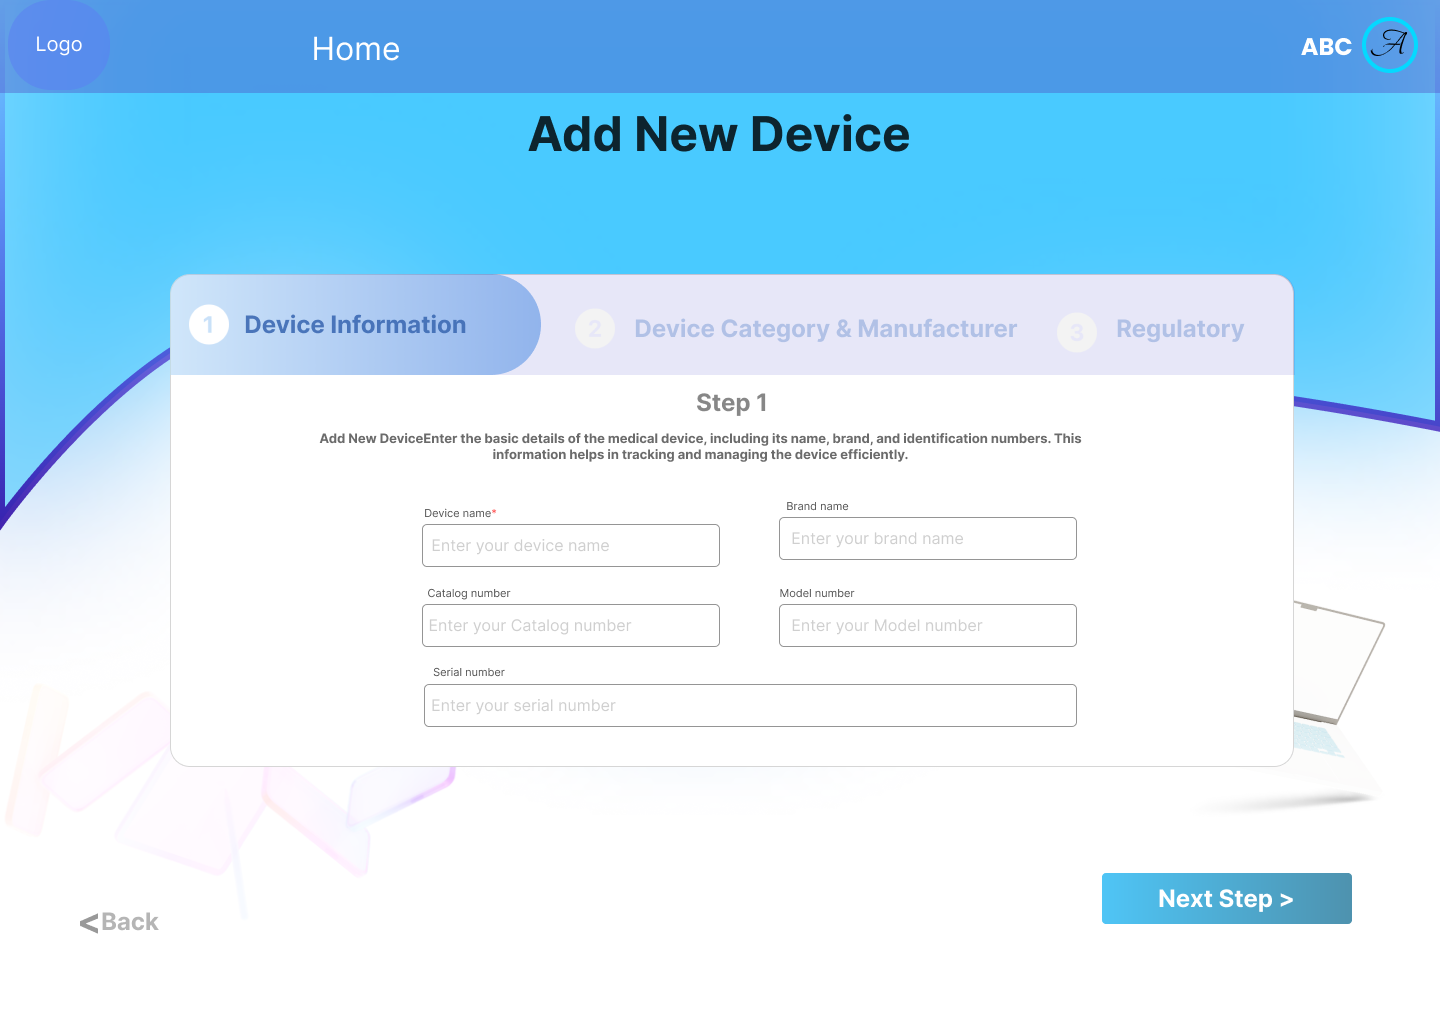 Logo
Home
ABC
A
Add New Device
1
Device Information
2
Device Category & Manufacturer
3
Regulatory
Step 1
Add New DeviceEnter the basic details of the medical device, including its name, brand, and identification numbers. This
information helps in tracking and managing the device efficiently.
Device name*
Brand name
Enter your device name
Enter your brand name
Catalog number
Model number
Enter your Catalog number
Enter your Model number
Serial number
Enter your serial number
<Back
Next Step >